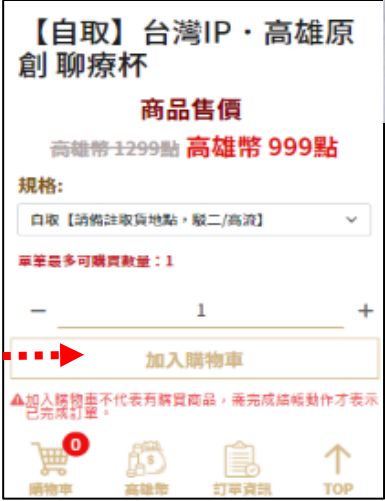 【自取】台灣IP・高雄原
創 聊療杯
商品售價
高雄幣 1299點 高雄幣 999點
規格:
自取【請備註取貨地點，駁二/高流】
單筆最多可購買數量：1
− 1 +
加入購物車
加入購物車不代表有購買商品，需完成結帳動作才表示
已完成訂單。
0
購物車 高雄幣 訂單資訊 TOP